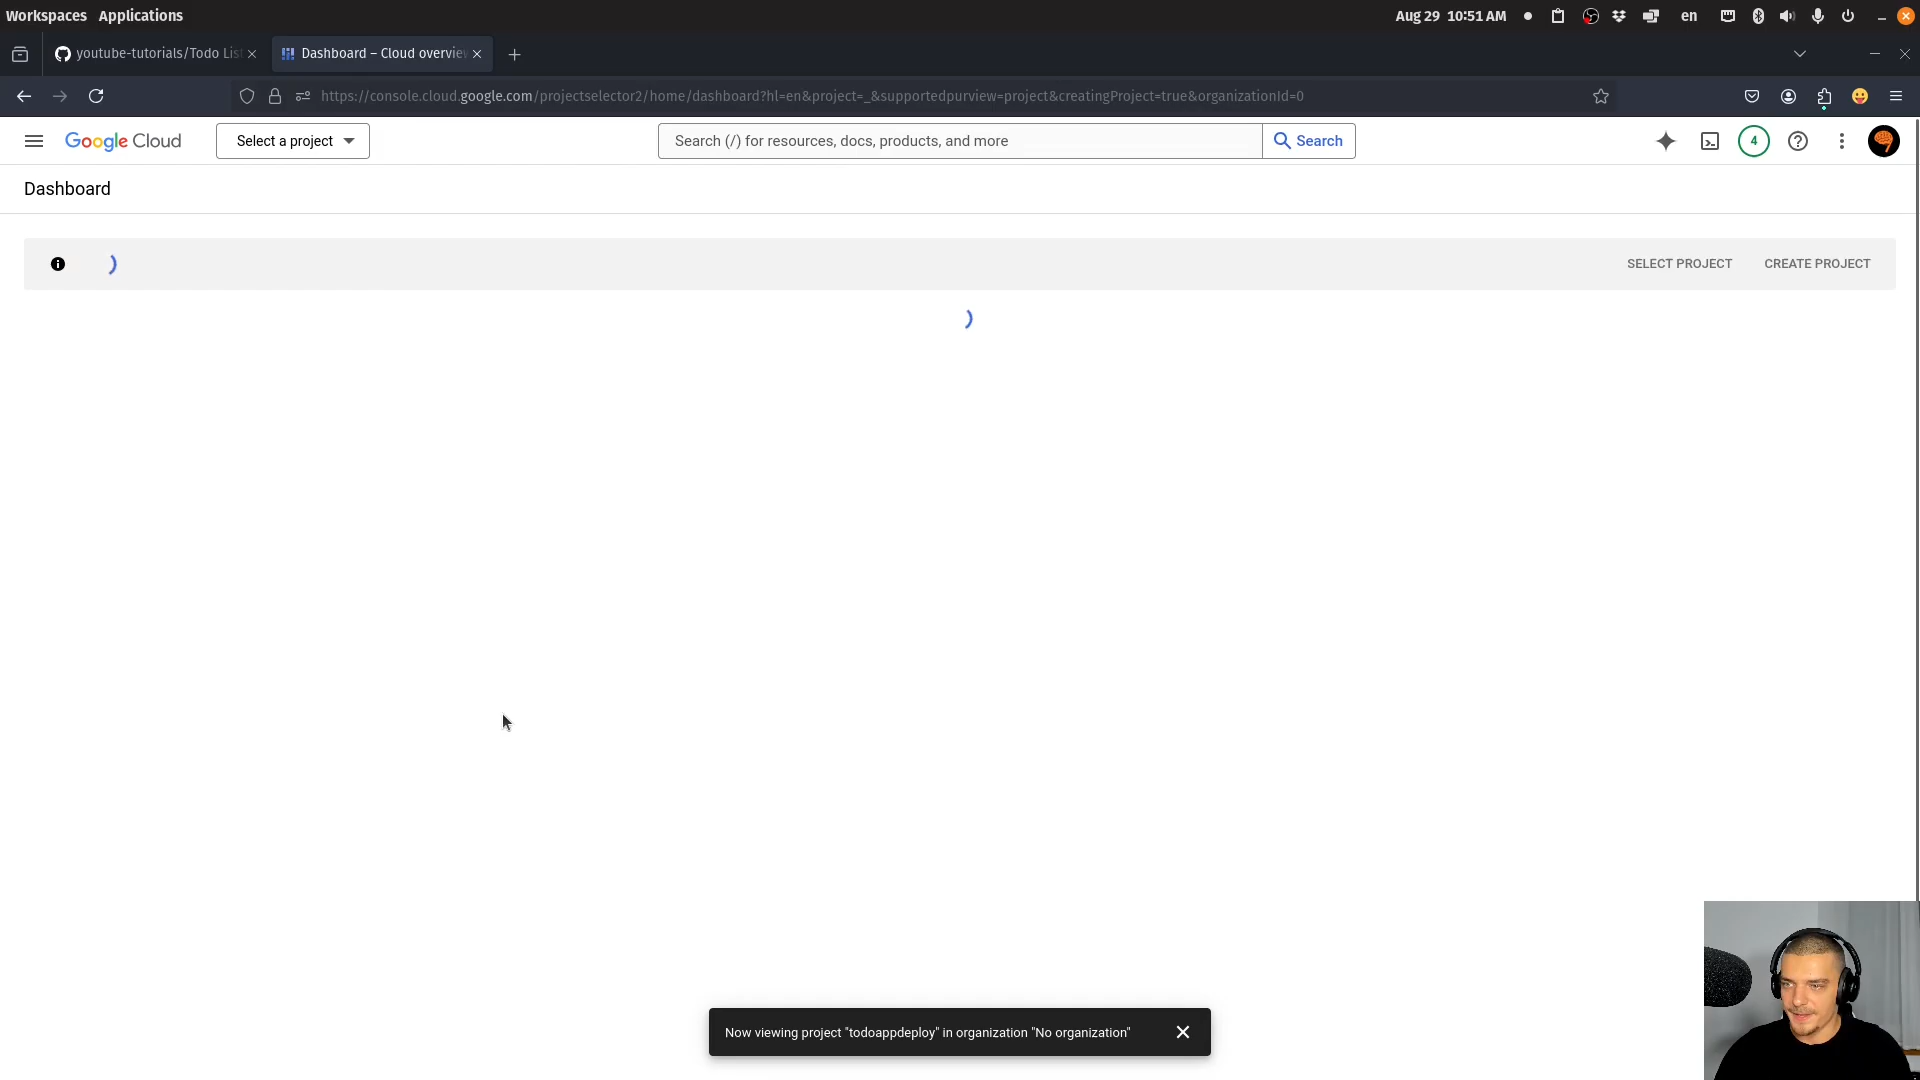 Workspaces Applications
Aug 29 10:51 AM
en
youtube-tutorials/Todo Lis
Dashboard – Cloud overvie
https://console.cloud.google.com/projectselector2/home/dashboard?hl=en&project=_&supportedpurview=project&creatingProject=true&organizationId=0
Google Cloud
Select a project
Search (/) for resources, docs, products, and more
Search
4
Dashboard
SELECT PROJECT
CREATE PROJECT
Now viewing project "todoappdeploy" in organization "No organization"